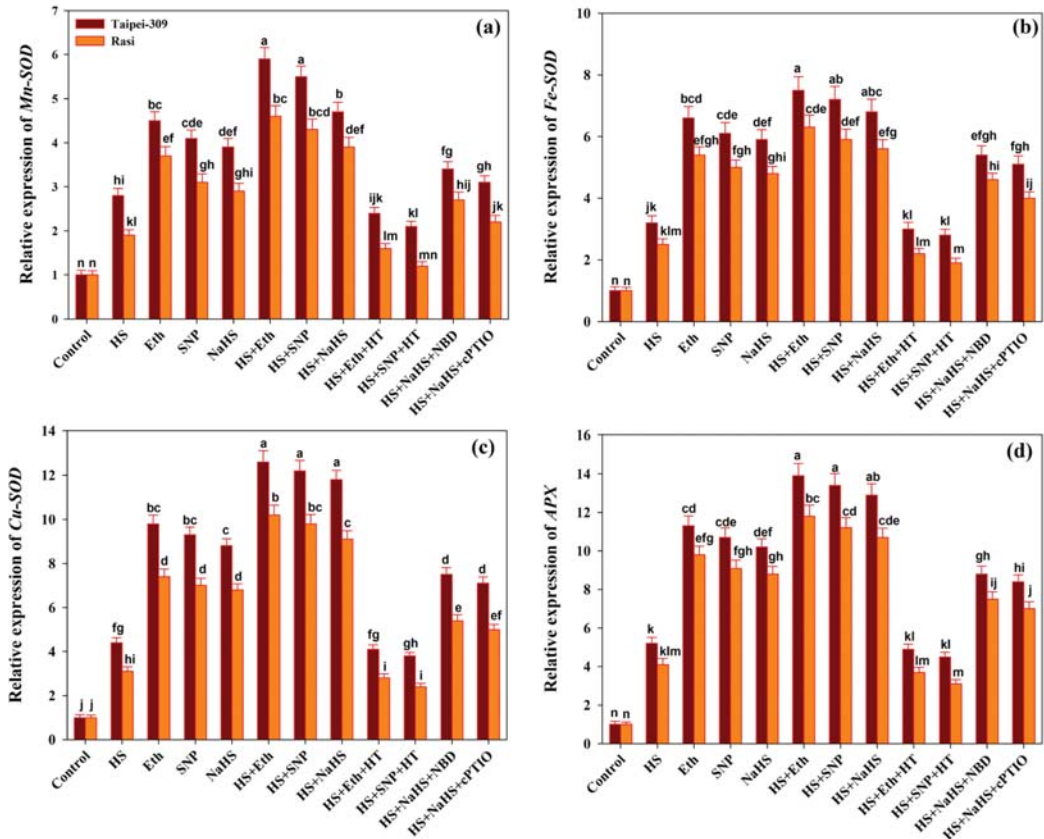 (a)
Taipei-309
Rasi
Relative expression of Mn-SOD
7
6
5
4
3
2
1
0
n n hi kl bc ef cde gh def ghi a bc a bcd a def ijk lm kl mn fg hij gh jk
Control HS Eth SNP NaHS HS+Eth HS+SNP HS+NaHS HS+Eth+HT HS+SNP+HT HS+NaHS+NBD HS+NaHS+cPTIO
(b)
Relative expression of Fe-SOD
10
8
6
4
2
0
n n jk klm bcd efgh cde fgh def ghi a cde ab def abc efg kl lm kl m efgh hi fgh ij
Control HS Eth SNP NaHS HS+Eth HS+SNP HS+NaHS HS+Eth+HT HS+SNP+HT HS+NaHS+NBD HS+NaHS+cPTIO
(c)
Relative expression of Cu-SOD
14
12
10
8
6
4
2
0
j j fg hi bc d bc d c d a b a bc a c fg i gh i d e d ef
Control HS Eth SNP NaHS HS+Eth HS+SNP HS+NaHS HS+Eth+HT HS+SNP+HT HS+NaHS+NBD HS+NaHS+cPTIO
(d)
Relative expression of APX
16
14
12
10
8
6
4
2
0
n n k klm cd efg cde fgh def gh a bc a cd ab cde kl lm kl m gh ij hi j
Control HS Eth SNP NaHS HS+Eth HS+SNP HS+NaHS HS+Eth+HT HS+SNP+HT HS+NaHS+NBD HS+NaHS+cPTIO